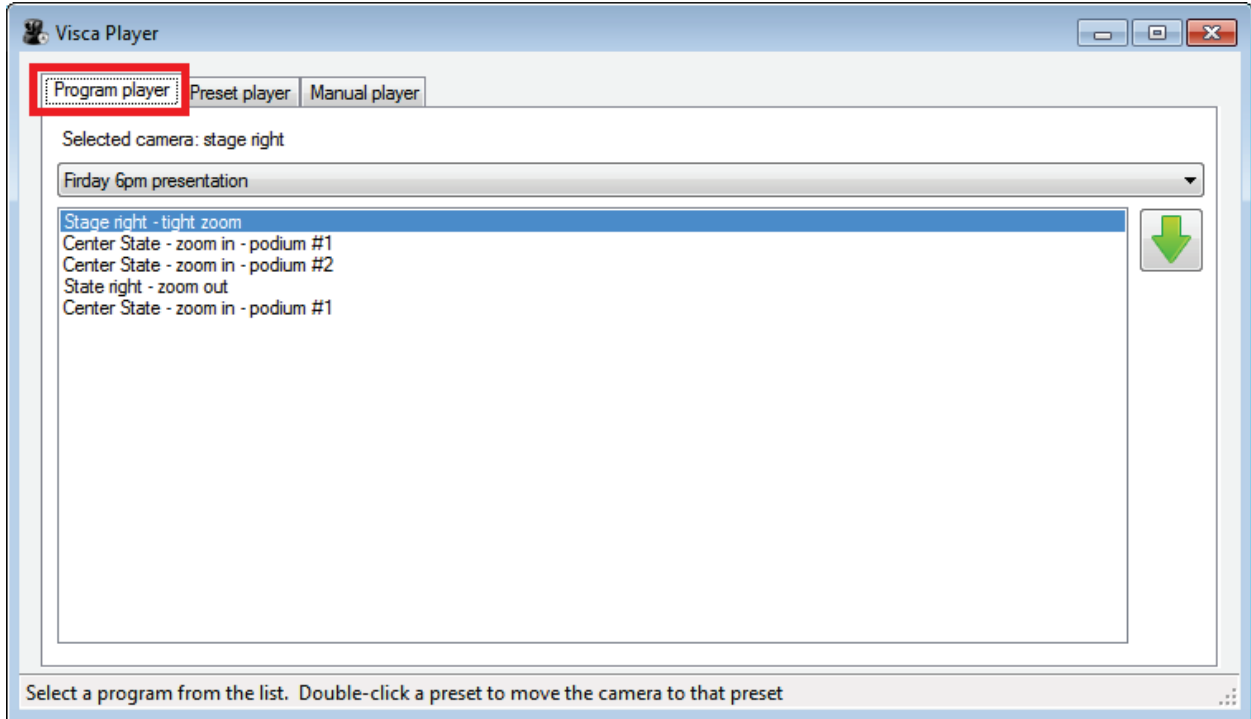 Visca Player
Program player Preset player Manual player
Selected camera: stage right
Firday 6pm presentation
Stage right - tight zoom
Center State - zoom in - podium #1
Center State - zoom in - podium #2
State right - zoom out
Center State - zoom in - podium #1
Select a program from the list.  Double-click a preset to move the camera to that preset